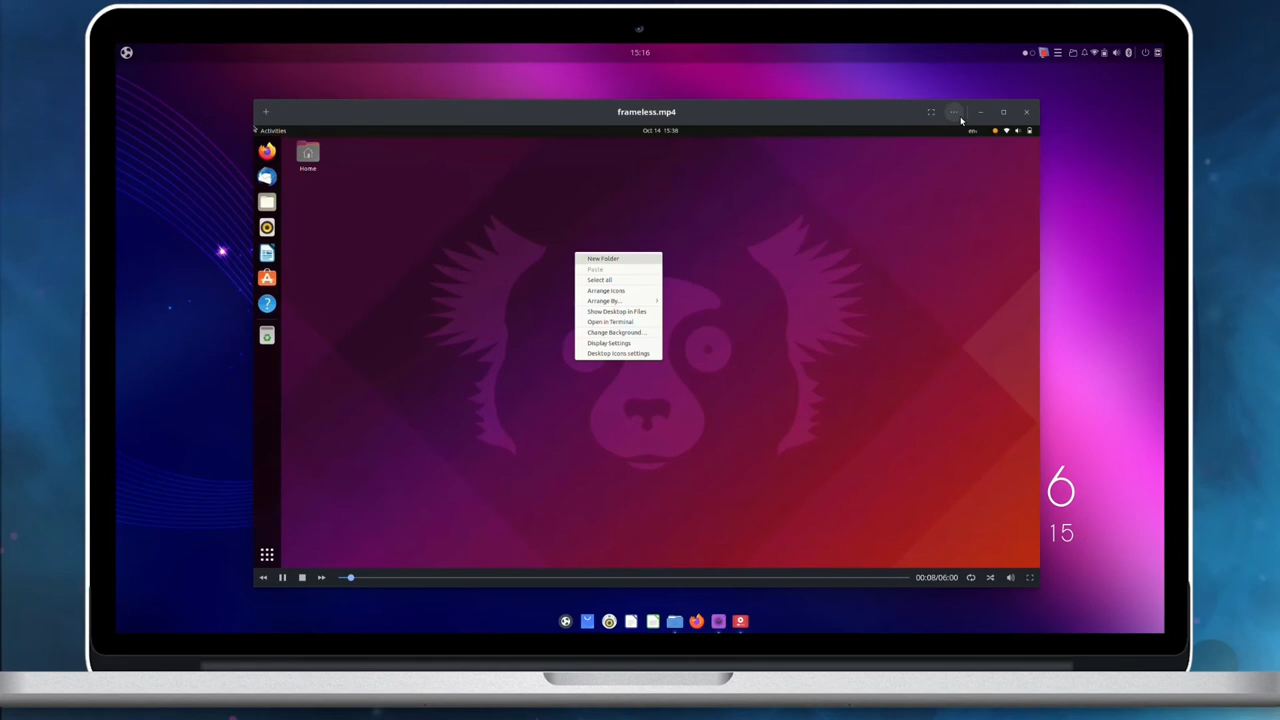 15:16
frameless.mp4
Activities
Oct 14 15:38
en
Home
New Folder
Paste
Select all
Arrange Icons
Arrange By...
Show Desktop in Files
Open in Terminal
Change Background...
Display Settings
Desktop Icons settings
6
15
00:08/06:00